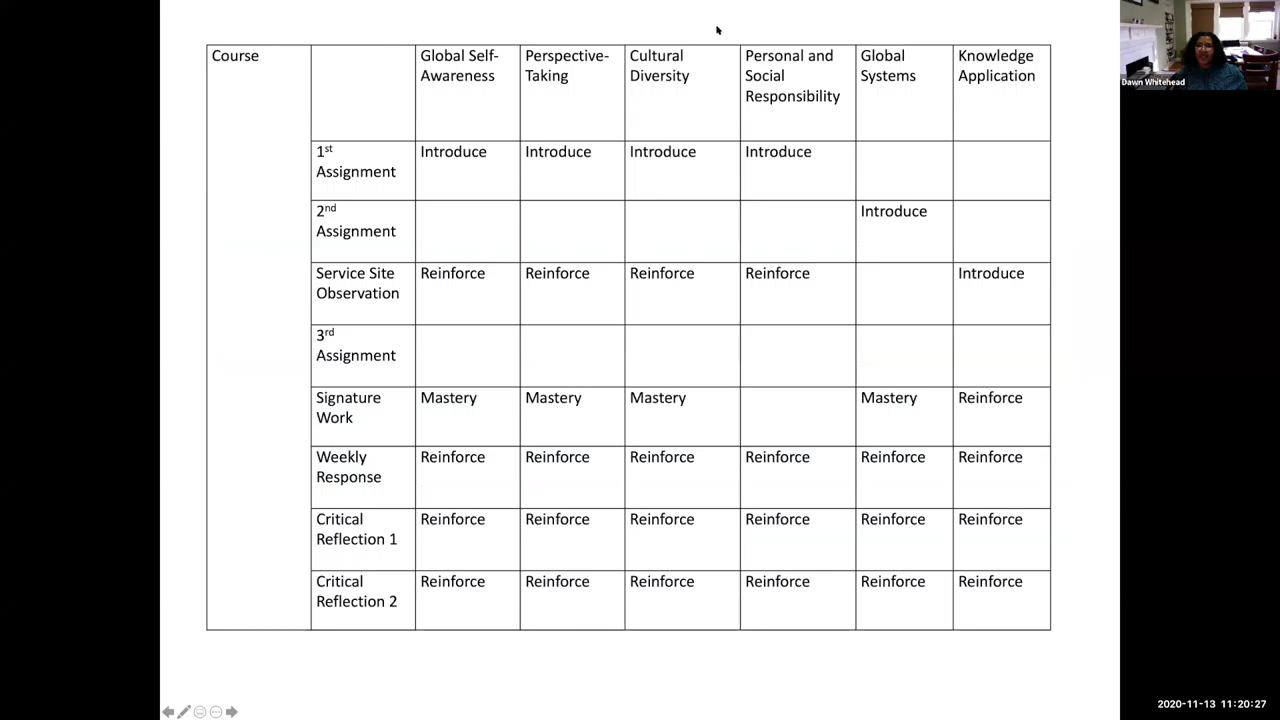 Course
Global Self-
Awareness
Perspective-
Taking
Cultural
Diversity
Personal and
Social
Responsibility
Global
Systems
Knowledge
Application
1st
Assignment
Introduce
Introduce
Introduce
Introduce
2nd
Assignment
Introduce
Service Site
Observation
Reinforce
Reinforce
Reinforce
Reinforce
Introduce
3rd
Assignment
Signature
Work
Mastery
Mastery
Mastery
Mastery
Reinforce
Weekly
Response
Reinforce
Reinforce
Reinforce
Reinforce
Reinforce
Reinforce
Critical
Reflection 1
Reinforce
Reinforce
Reinforce
Reinforce
Reinforce
Reinforce
Critical
Reflection 2
Reinforce
Reinforce
Reinforce
Reinforce
Reinforce
Reinforce
Dawn Whitehead
2020-11-13 11:20:27